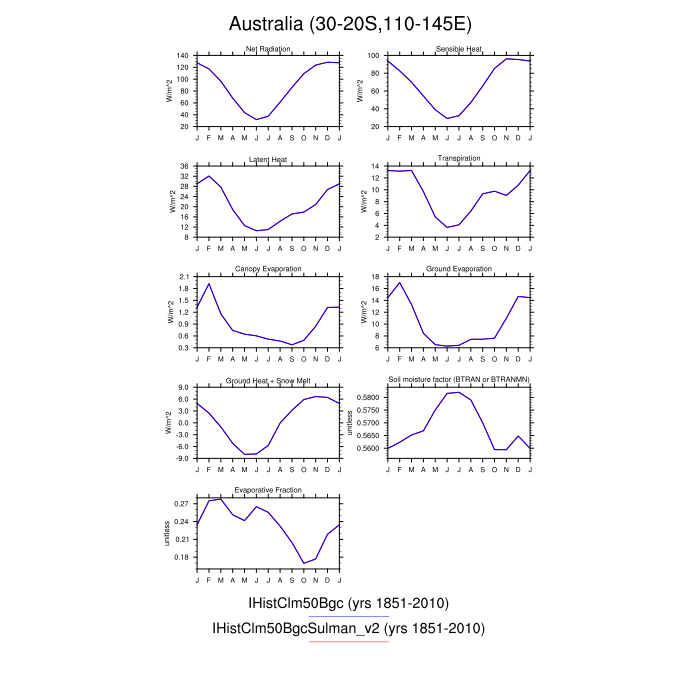 Australia (30-20S,110-145E)
Net Radiation
Sensible Heat
140
120
100
80
60
40
20
W/m^2
J F M A M J J A S O N D J
100
80
60
40
20
W/m^2
J F M A M J J A S O N D J
Latent Heat
Transpiration
36
32
28
24
20
16
12
8
W/m^2
J F M A M J J A S O N D J
14
12
10
8
6
4
2
W/m^2
J F M A M J J A S O N D J
Canopy Evaporation
Ground Evaporation
2.1
1.8
1.5
1.2
0.9
0.6
0.3
W/m^2
J F M A M J J A S O N D J
18
16
14
12
10
8
6
W/m^2
J F M A M J J A S O N D J
Ground Heat + Snow Melt
Soil moisture factor (BTRAN or BTRANMN)
9.0
6.0
3.0
-0.0
-3.0
-6.0
-9.0
W/m^2
J F M A M J J A S O N D J
0.5800
0.5750
0.5700
0.5650
0.5600
unitless
J F M A M J J A S O N D J
Evaporative Fraction
0.27
0.24
0.21
0.18
unitless
J F M A M J J A S O N D J
IHistClm50Bgc (yrs 1851-2010)
IHistClm50BgcSulman_v2 (yrs 1851-2010)